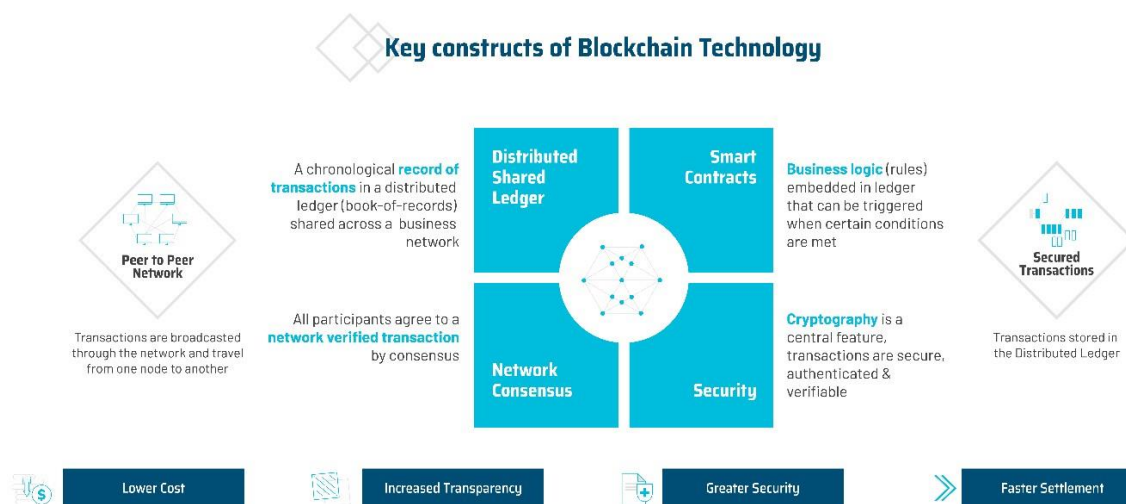 Key constructs of Blockchain Technology
Peer to Peer
Network
Transactions are broadcasted
through the network and travel
from one node to another
A chronological record of
transactions in a distributed
ledger (book-of-records)
shared across a business
network
Distributed
Shared
Ledger
Smart
Contracts
Business logic (rules)
embedded in ledger
that can be triggered
when certain conditions
are met
All participants agree to a
network verified transaction
by consensus
Network
Consensus
Security
Cryptography is a
central feature,
transactions are secure,
authenticated &
verifiable
Secured
Transactions
Transactions stored in
the Distributed Ledger
$
Lower Cost
Increased Transparency
Greater Security
Faster Settlement